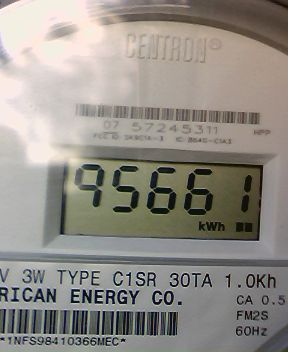 CENTRON®
07 57245311 HPP
95661
kWh
V 3W TYPE C1SR 30TA 1.0Kh
RICAN ENERGY CO. CA 0.5
FM2S
60Hz
*1NFS98410366MEC*